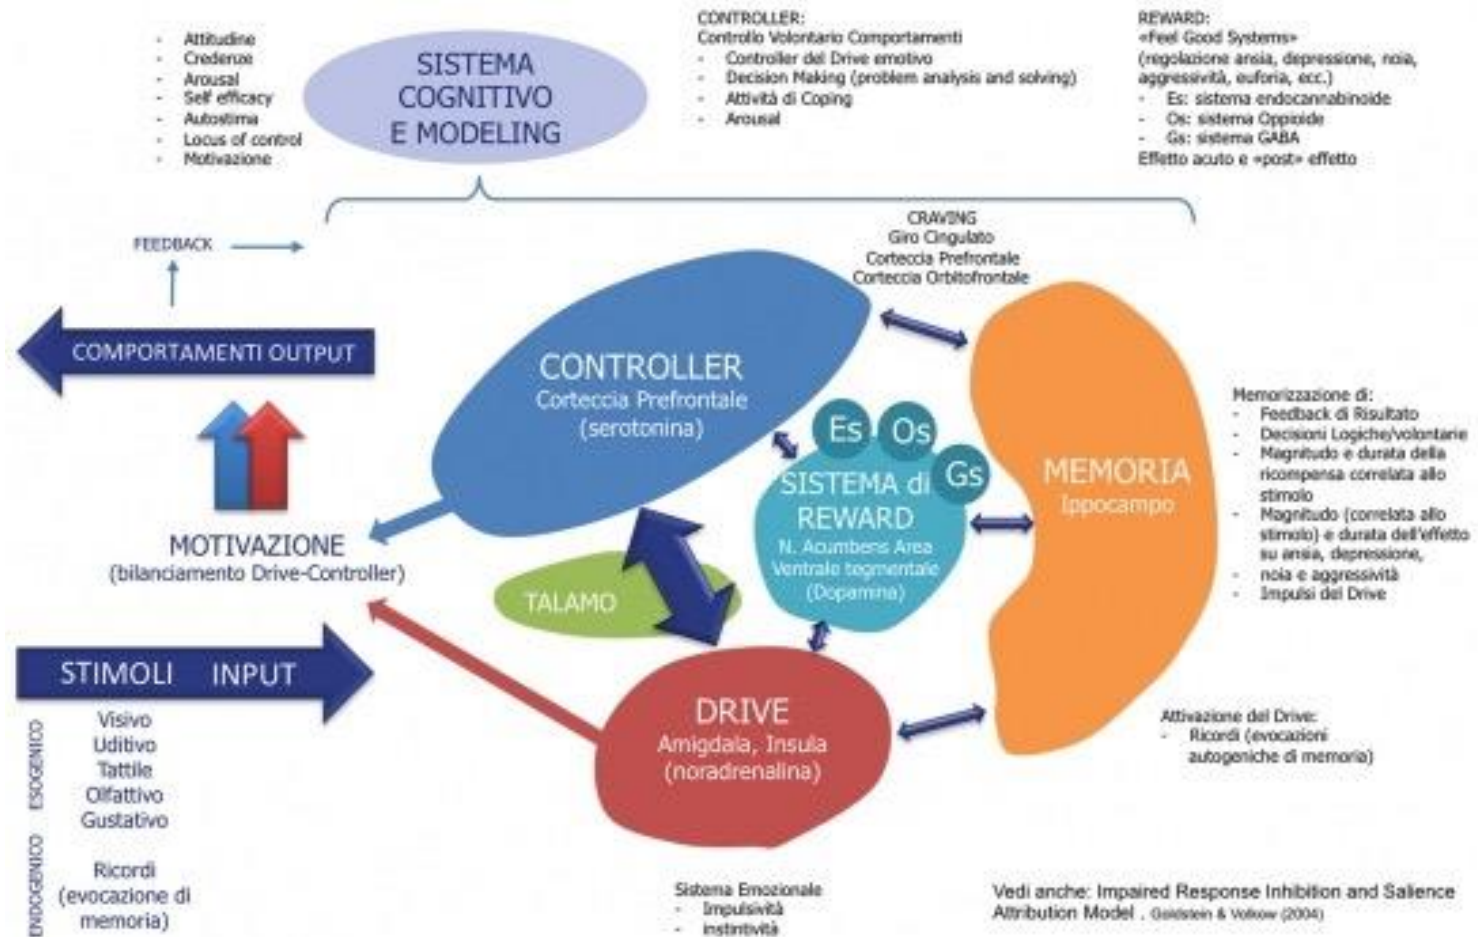 - Attitudine
- Credenze
- Arousal
- Self efficacy
- Autostima
- Locus of control
- Motivazione
SISTEMA
COGNITIVO
E MODELING
CONTROLLER:
Controllo Volontario Comportamenti
- Controller del Drive emotivo
- Decision Making (problem analysis and solving)
- Attività di Coping
- Arousal
REWARD:
«Feel Good Systems»
(regolazione ansia, depressione, noia,
aggressività, euforia, ecc.)
- Es: sistema endocannabinoide
- Os: sistema Oppioide
- Gs: sistema GABA
Effetto acuto e «post» effetto
FEEDBACK
CRAVING
Giro Cingulato
Corteccia Prefrontale
Corteccia Orbitofrontale
COMPORTAMENTI OUTPUT
CONTROLLER
Corteccia Prefrontale
(serotonina)
Es
Os
Gs
SISTEMA di
REWARD
N. Acumbens Area
Ventrale tegmentale
(Dopamina)
MEMORIA
Ippocampo
Memorizzazione di:
- Feedback di Risultato
- Decisioni Logiche/volontarie
- Magnitudo e durata della
ricompensa correlata allo
stimolo
- Magnitudo (correlata allo
stimolo) e durata dell'effetto
su ansia, depressione,
- noia e aggressività
- Impulsi del Drive
MOTIVAZIONE
(bilanciamento Drive-Controller)
TALAMO
STIMOLI INPUT
ESOGENICO
Visivo
Uditivo
Tattile
Olfattivo
Gustativo
ENDOGENICO
Ricordi
(evocazione di
memoria)
DRIVE
Amigdala, Insula
(noradrenalina)
Attivazione del Drive:
- Ricordi (evocazioni
autogeniche di memoria)
Sistema Emozionale
- Impulsività
- instintività
Vedi anche: Impaired Response Inhibition and Salience
Attribution Model . Goldstein & Volkow (2004)